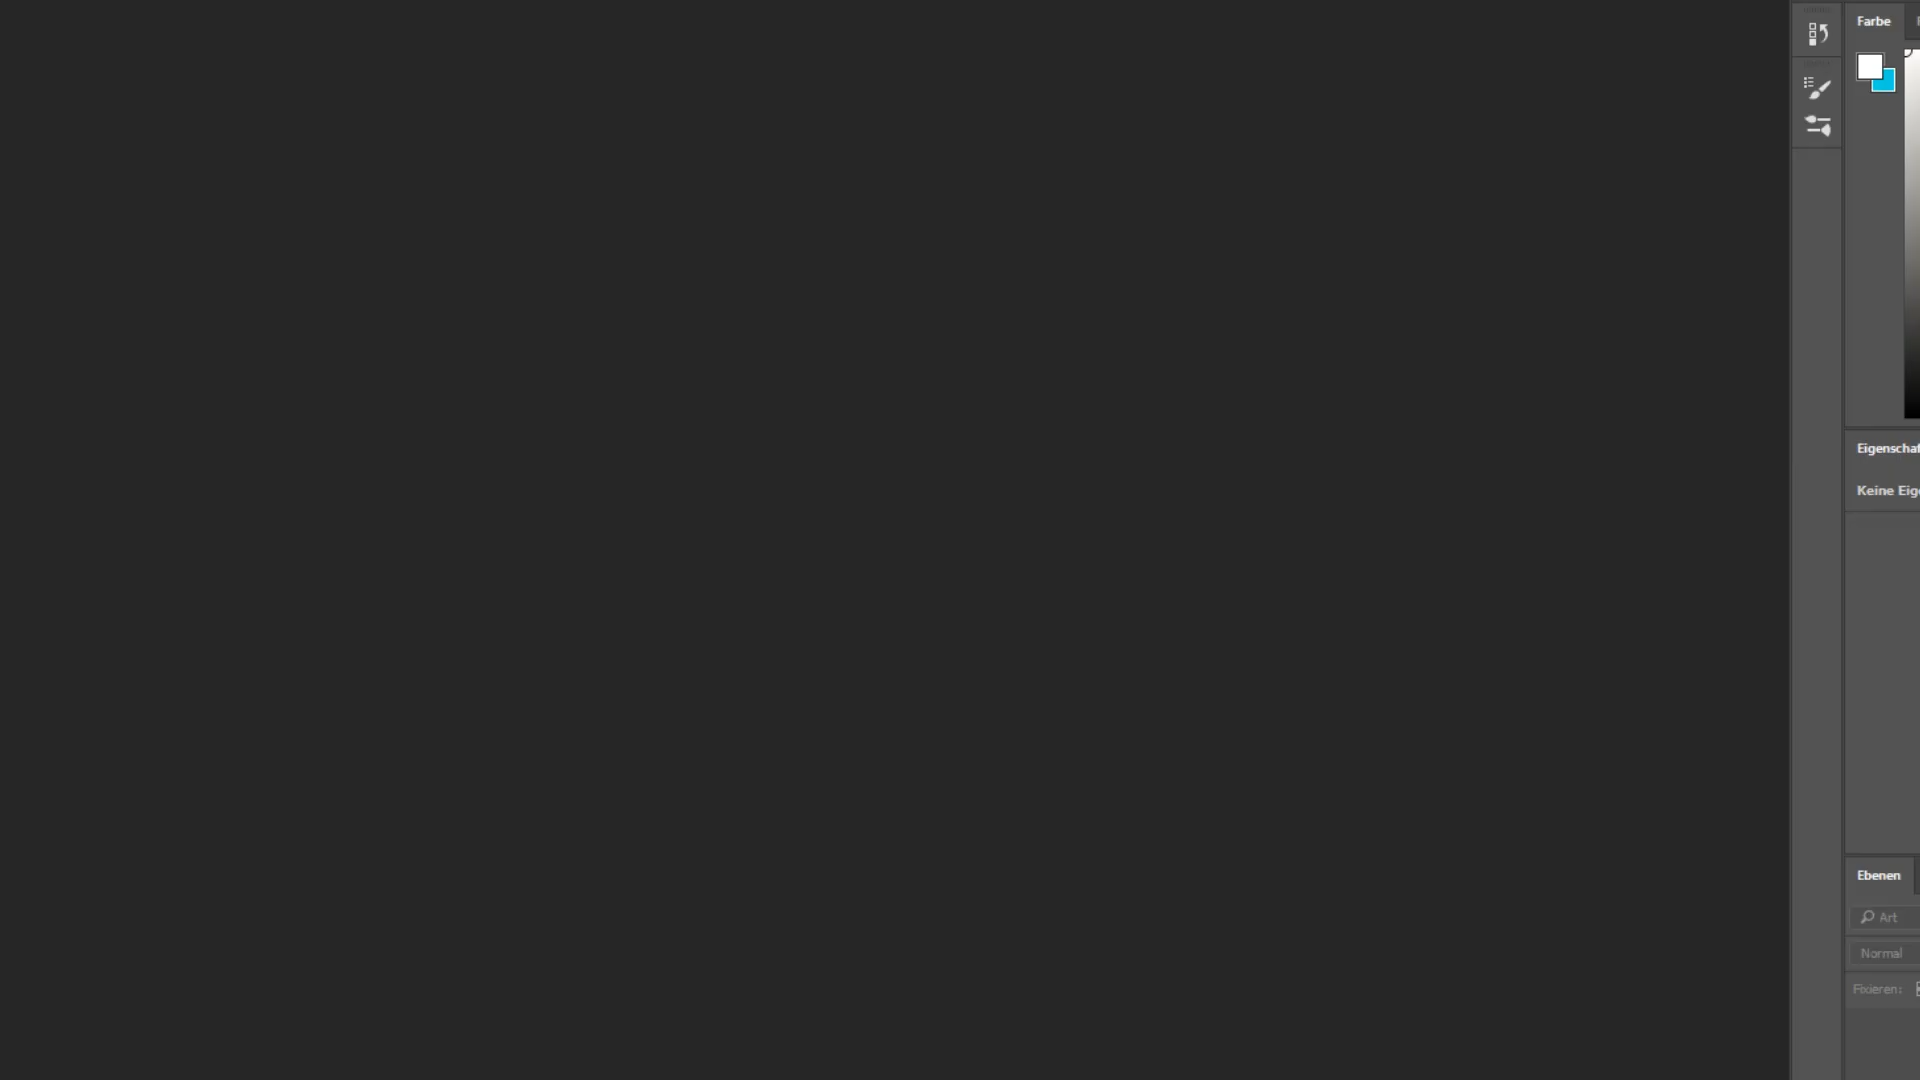 Farbe
Eigenschaf
Keine Eig
Ebenen
Art
Normal
Fixieren: